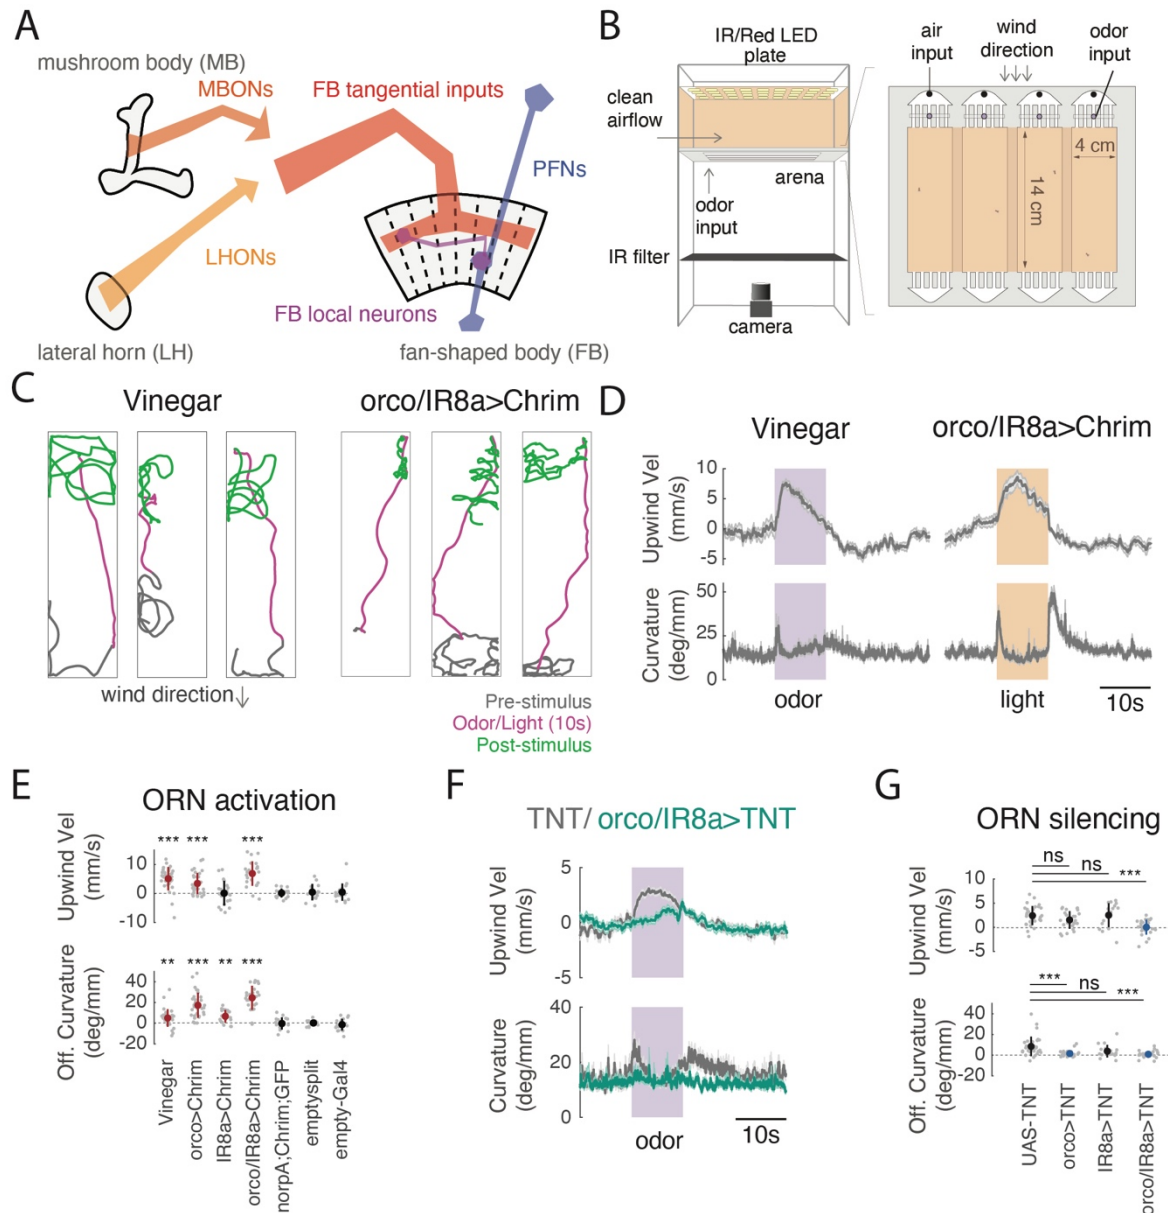 A
mushroom body (MB)
MBONs
FB tangential inputs
PFNs
LHONs
FB local neurons
lateral horn (LH)
fan-shaped body (FB)
B
IR/Red LED
plate
clean
airflow
arena
odor
input
IR filter
camera
air
input
wind
direction
odor
input
4 cm
14 cm
C
Vinegar
orco/IR8a>Chrim
wind direction
Pre-stimulus
Odor/Light (10s)
Post-stimulus
D
Vinegar
orco/IR8a>Chrim
Upwind Vel
(mm/s)
10
5
0
-5
Curvature
(deg/mm)
50
25
0
odor
light
10s
E
ORN activation
Upwind Vel
(mm/s)
10
0
-10
*** *** ***
Off. Curvature
(deg/mm)
40
20
0
-20
** *** ** ***
Vinegar
orco>Chrim
IR8a>Chrim
orco/IR8a>Chrim
norpA;Chrim;GFP
emptysplit
empty-Gal4
F
TNT/ orco/IR8a>TNT
Upwind Vel
(mm/s)
5
0
-5
Curvature
(deg/mm)
40
20
0
odor
10s
G
ORN silencing
ns
ns
***
Upwind Vel
(mm/s)
5
0
-5
***
ns
***
Off. Curvature
(deg/mm)
40
20
0
-20
UAS-TNT
orco>TNT
IR8a>TNT
orco/IR8a>TNT